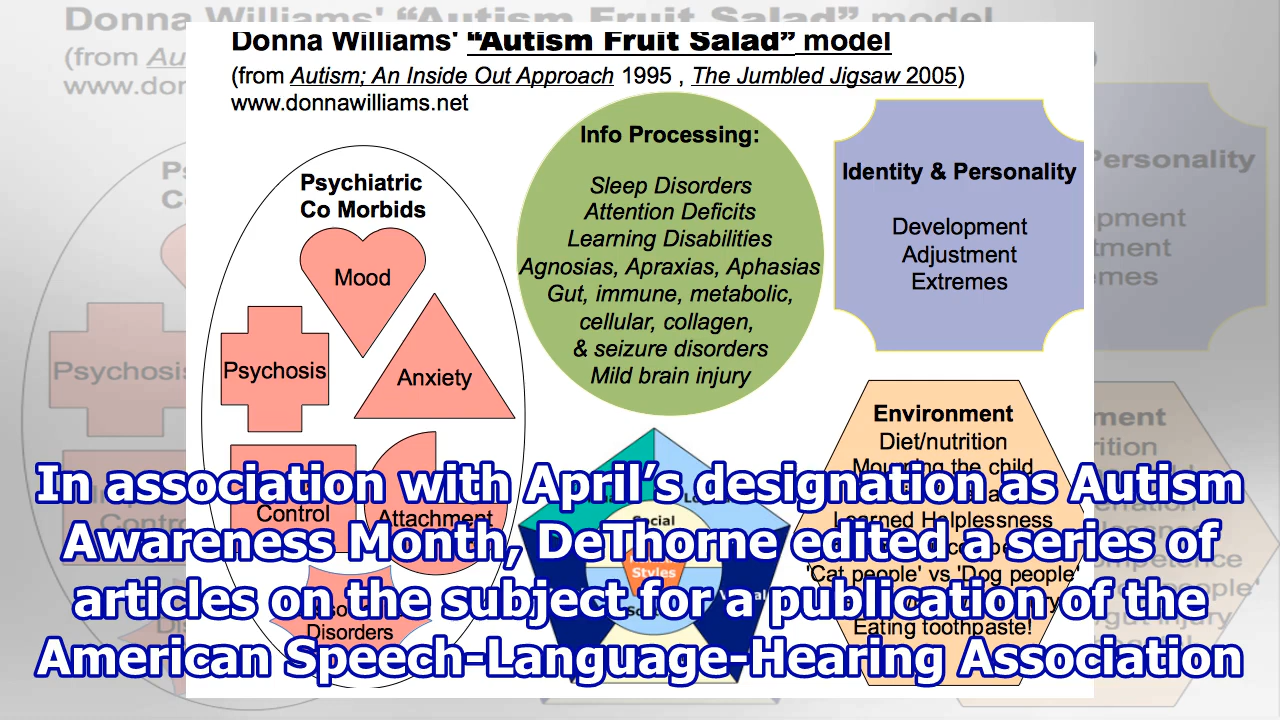 Donna Williams' "Autism Fruit Salad" model
(from Autism; An Inside Out Approach 1995 , The Jumbled Jigsaw 2005)
www.donnawilliams.net
Psychiatric
Co Morbids
Mood
Psychosis
Anxiety
Control
Attachment
Disorders
Info Processing:
Sleep Disorders
Attention Deficits
Learning Disabilities
Agnosias, Apraxias, Aphasias
Gut, immune, metabolic,
cellular, collagen,
& seizure disorders
Mild brain injury
Identity & Personality
Development
Adjustment
Extremes
Social
Styles
Environment
Diet/nutrition
Mourning the child
Learned Helplessness
'Cat people' vs 'Dog people'
Eating toothpaste!
In association with April’s designation as Autism
Awareness Month, DeThorne edited a series of
articles on the subject for a publication of the
American Speech-Language-Hearing Association